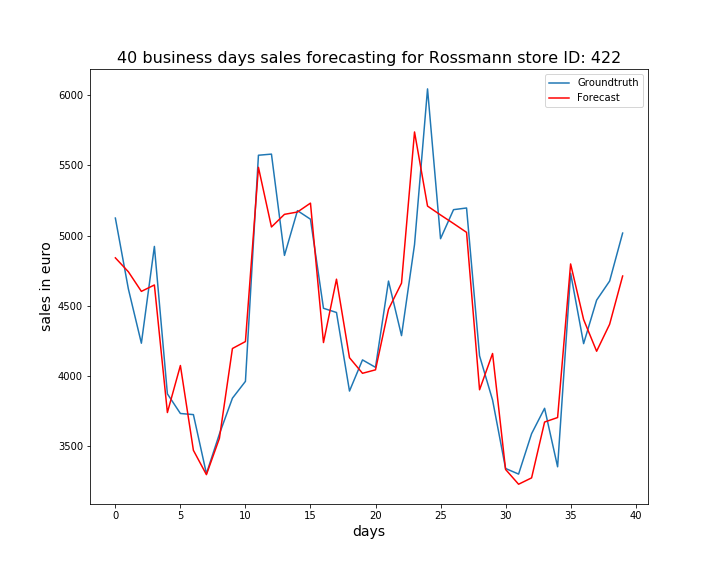 40 business days sales forecasting for Rossmann store ID: 422
Groundtruth
Forecast
6000
5500
5000
4500
4000
3500
sales in euro
0 5 10 15 20 25 30 35 40
days